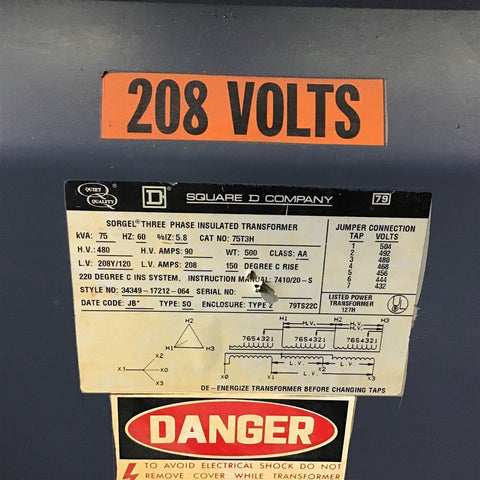 208 VOLTS
QUIET QUALITY
D SQUARE D COMPANY 79
SORGEL® THREE PHASE INSULATED TRANSFORMER
kVA: 75 HZ: 60 %IZ: 5.8 CAT NO: 75T3H
H.V.: 480 H.V. AMPS: 90 WT: 500 CLASS: AA
L.V: 208Y/120 L.V. AMPS: 208 150 DEGREE C RISE
220 DEGREE C INS SYSTEM, INSTRUCTION MANUAL: 7410/20-S
STYLE NO: 34349-17212-064 SERIAL NO:
DATE CODE: JB* TYPE: SO ENCLOSURE: TYPE 2 79TS22C
JUMPER CONNECTION
TAP VOLTS
1 504
2 492
3 480
4 468
5 456
6 444
7 432
LISTED POWER
TRANSFORMER
127H
H2
H1 H3
X2
X1 X0
X3
H1 H2 H3
H.V. H.V.
H.V.
7654321 7654321 7654321
L.V. L.V.
L.V.
X0 X1 X2 X3
DE-ENERGIZE TRANSFORMER BEFORE CHANGING TAPS
DANGER
TO AVOID ELECTRICAL SHOCK DO NOT
REMOVE COVER WHILE TRANSFORMER